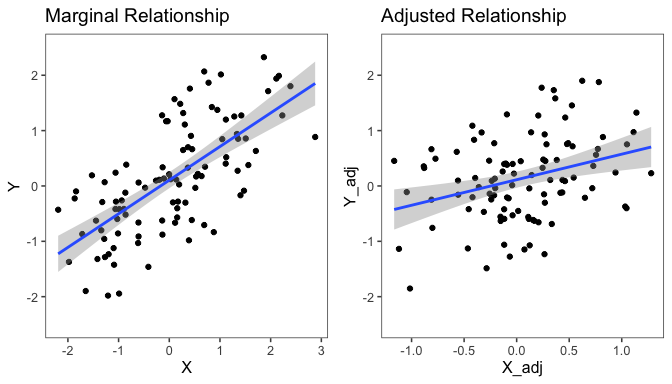 Marginal Relationship
Adjusted Relationship
2
1
0
-1
-2
Y
-2 -1 0 1 2 3
X
2
1
0
-1
-2
Y_adj
-1.0 -0.5 0.0 0.5 1.0
X_adj